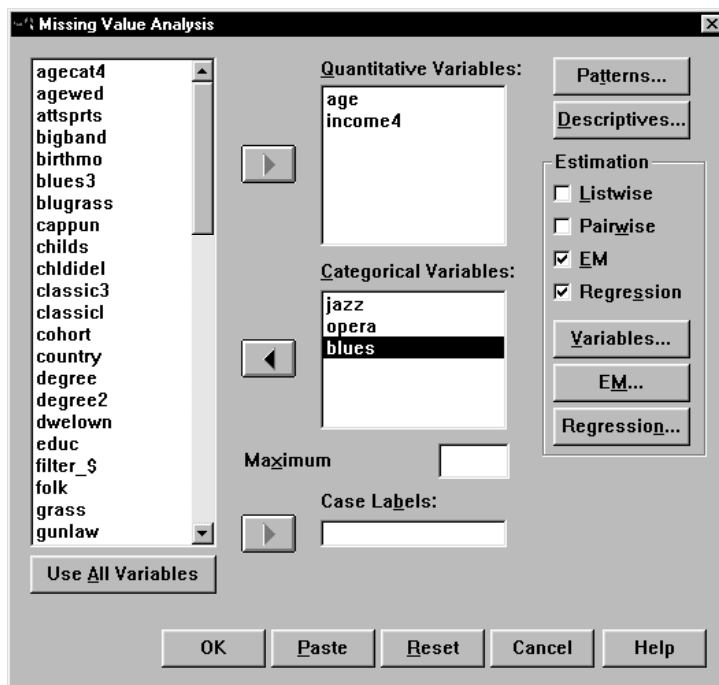 Missing Value Analysis
agecat4
agewed
attsprts
bigband
birthmo
blues3
blugrass
cappun
childs
chldidel
classic3
classicl
cohort
country
degree
degree2
dwelown
educ
filter_$
folk
grass
gunlaw
Use All Variables
Quantitative Variables:
age
income4
Categorical Variables:
jazz
opera
blues
Maximum
Case Labels:
Patterns...
Descriptives...
Estimation
Listwise
Pairwise
EM
Regression
Variables...
EM...
Regression...
OK
Paste
Reset
Cancel
Help